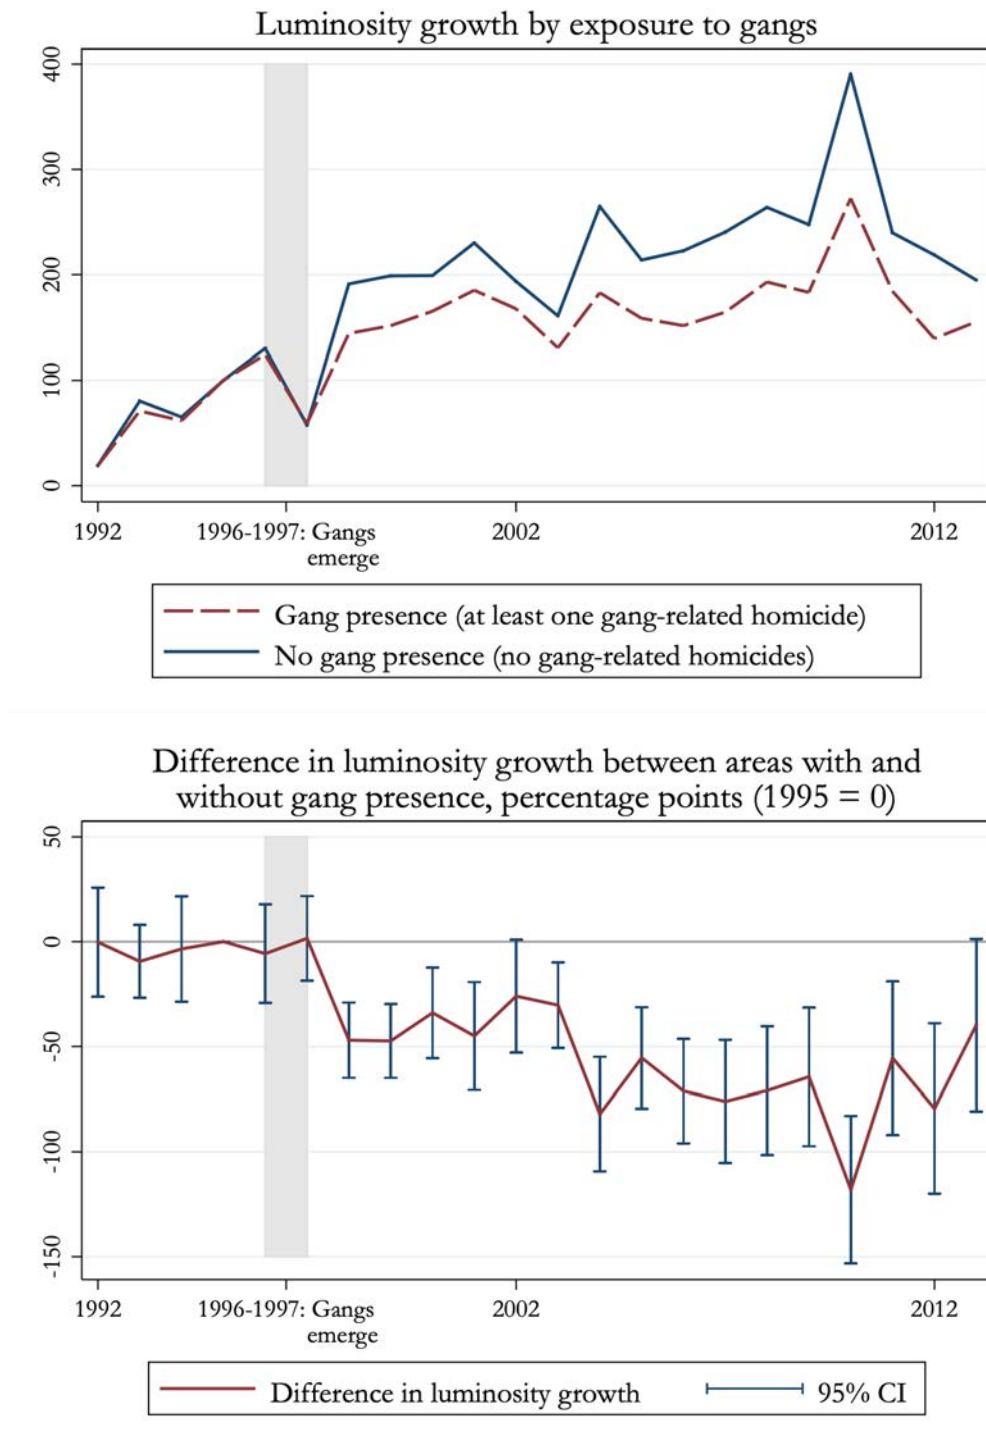 Luminosity growth by exposure to gangs
400
300
200
100
0
1992
1996-1997: Gangs
emerge
2002
2012
Gang presence (at least one gang-related homicide)
No gang presence (no gang-related homicides)
Difference in luminosity growth between areas with and
without gang presence, percentage points (1995 = 0)
50
0
-50
-100
-150
1992
1996-1997: Gangs
emerge
2002
2012
Difference in luminosity growth
95% CI